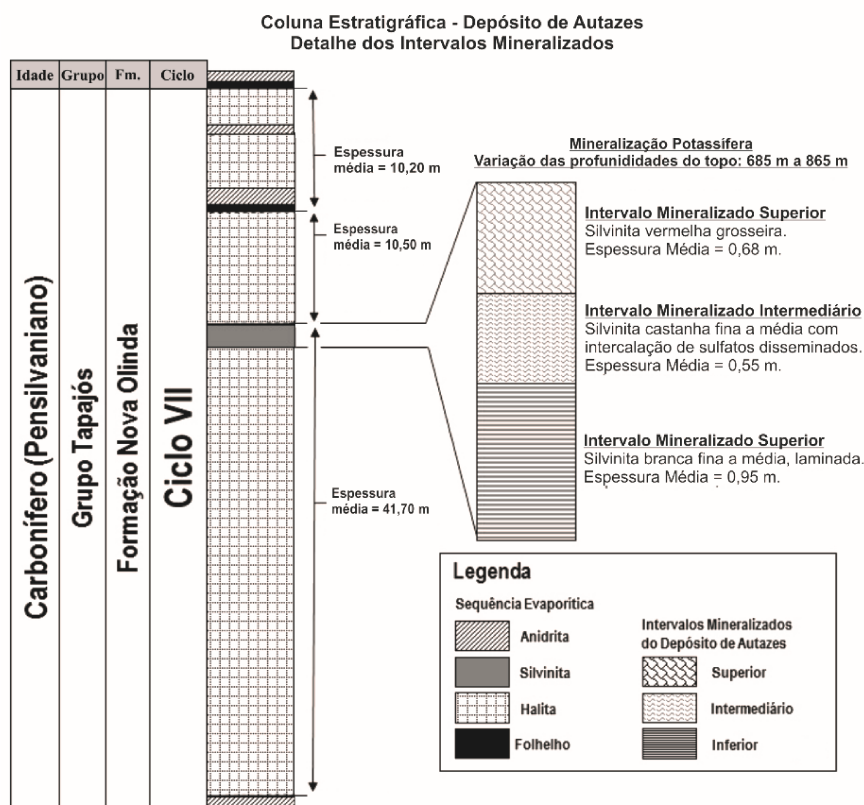 Coluna Estratigráfica - Depósito de Autazes
Detalhe dos Intervalos Mineralizados
Idade Grupo Fm. Ciclo
Carbonífero (Pensilvaniano)
Grupo Tapajós
Formação Nova Olinda
Ciclo VII
Espessura
média = 10,20 m
Espessura
média = 10,50 m
Espessura
média = 41,70 m
Mineralização Potassífera
Variação das profunididades do topo: 685 m a 865 m
Intervalo Mineralizado Superior
Silvinita vermelha grosseira.
Espessura Média = 0,68 m.
Intervalo Mineralizado Intermediário
Silvinita castanha fina a média com
intercalação de sulfatos disseminados.
Espessura Média = 0,55 m.
Intervalo Mineralizado Superior
Silvinita branca fina a média, laminada.
Espessura Média = 0,95 m.
Legenda
Sequência Evaporítica
Anidrita
Silvinita
Halita
Folhelho
Intervalos Mineralizados
do Depósito de Autazes
Superior
Intermediário
Inferior